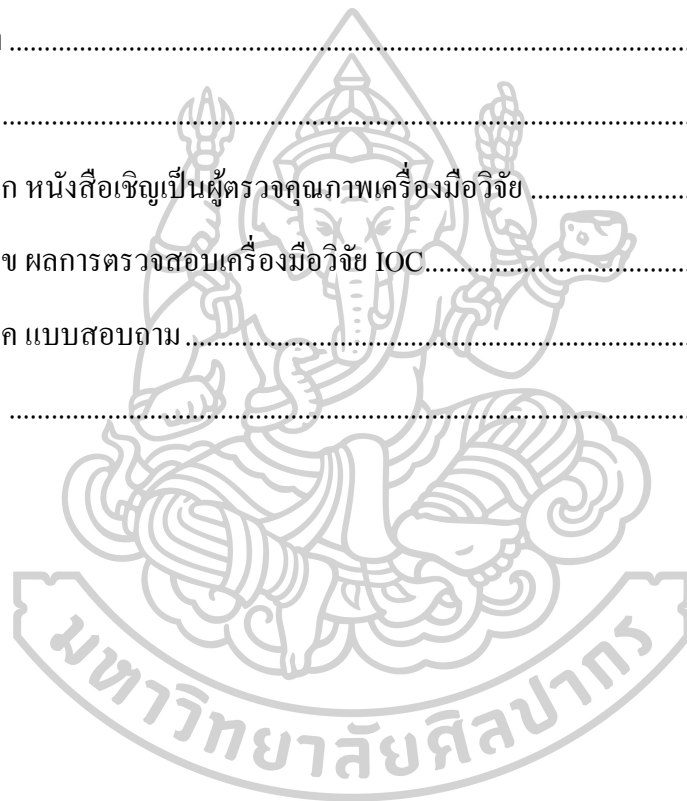 ....................................................................................................
....................................................................................................
ก หนังสือเชิญเป็นผู้ตรวจคุณภาพเครื่องมือวิจัย .......................
ข ผลการตรวจสอบเครื่องมือวิจัย IOC......................................
ค แบบสอบถาม.........................................................................
....................................................................................................
มหาวิทยาลัยศิลปากร